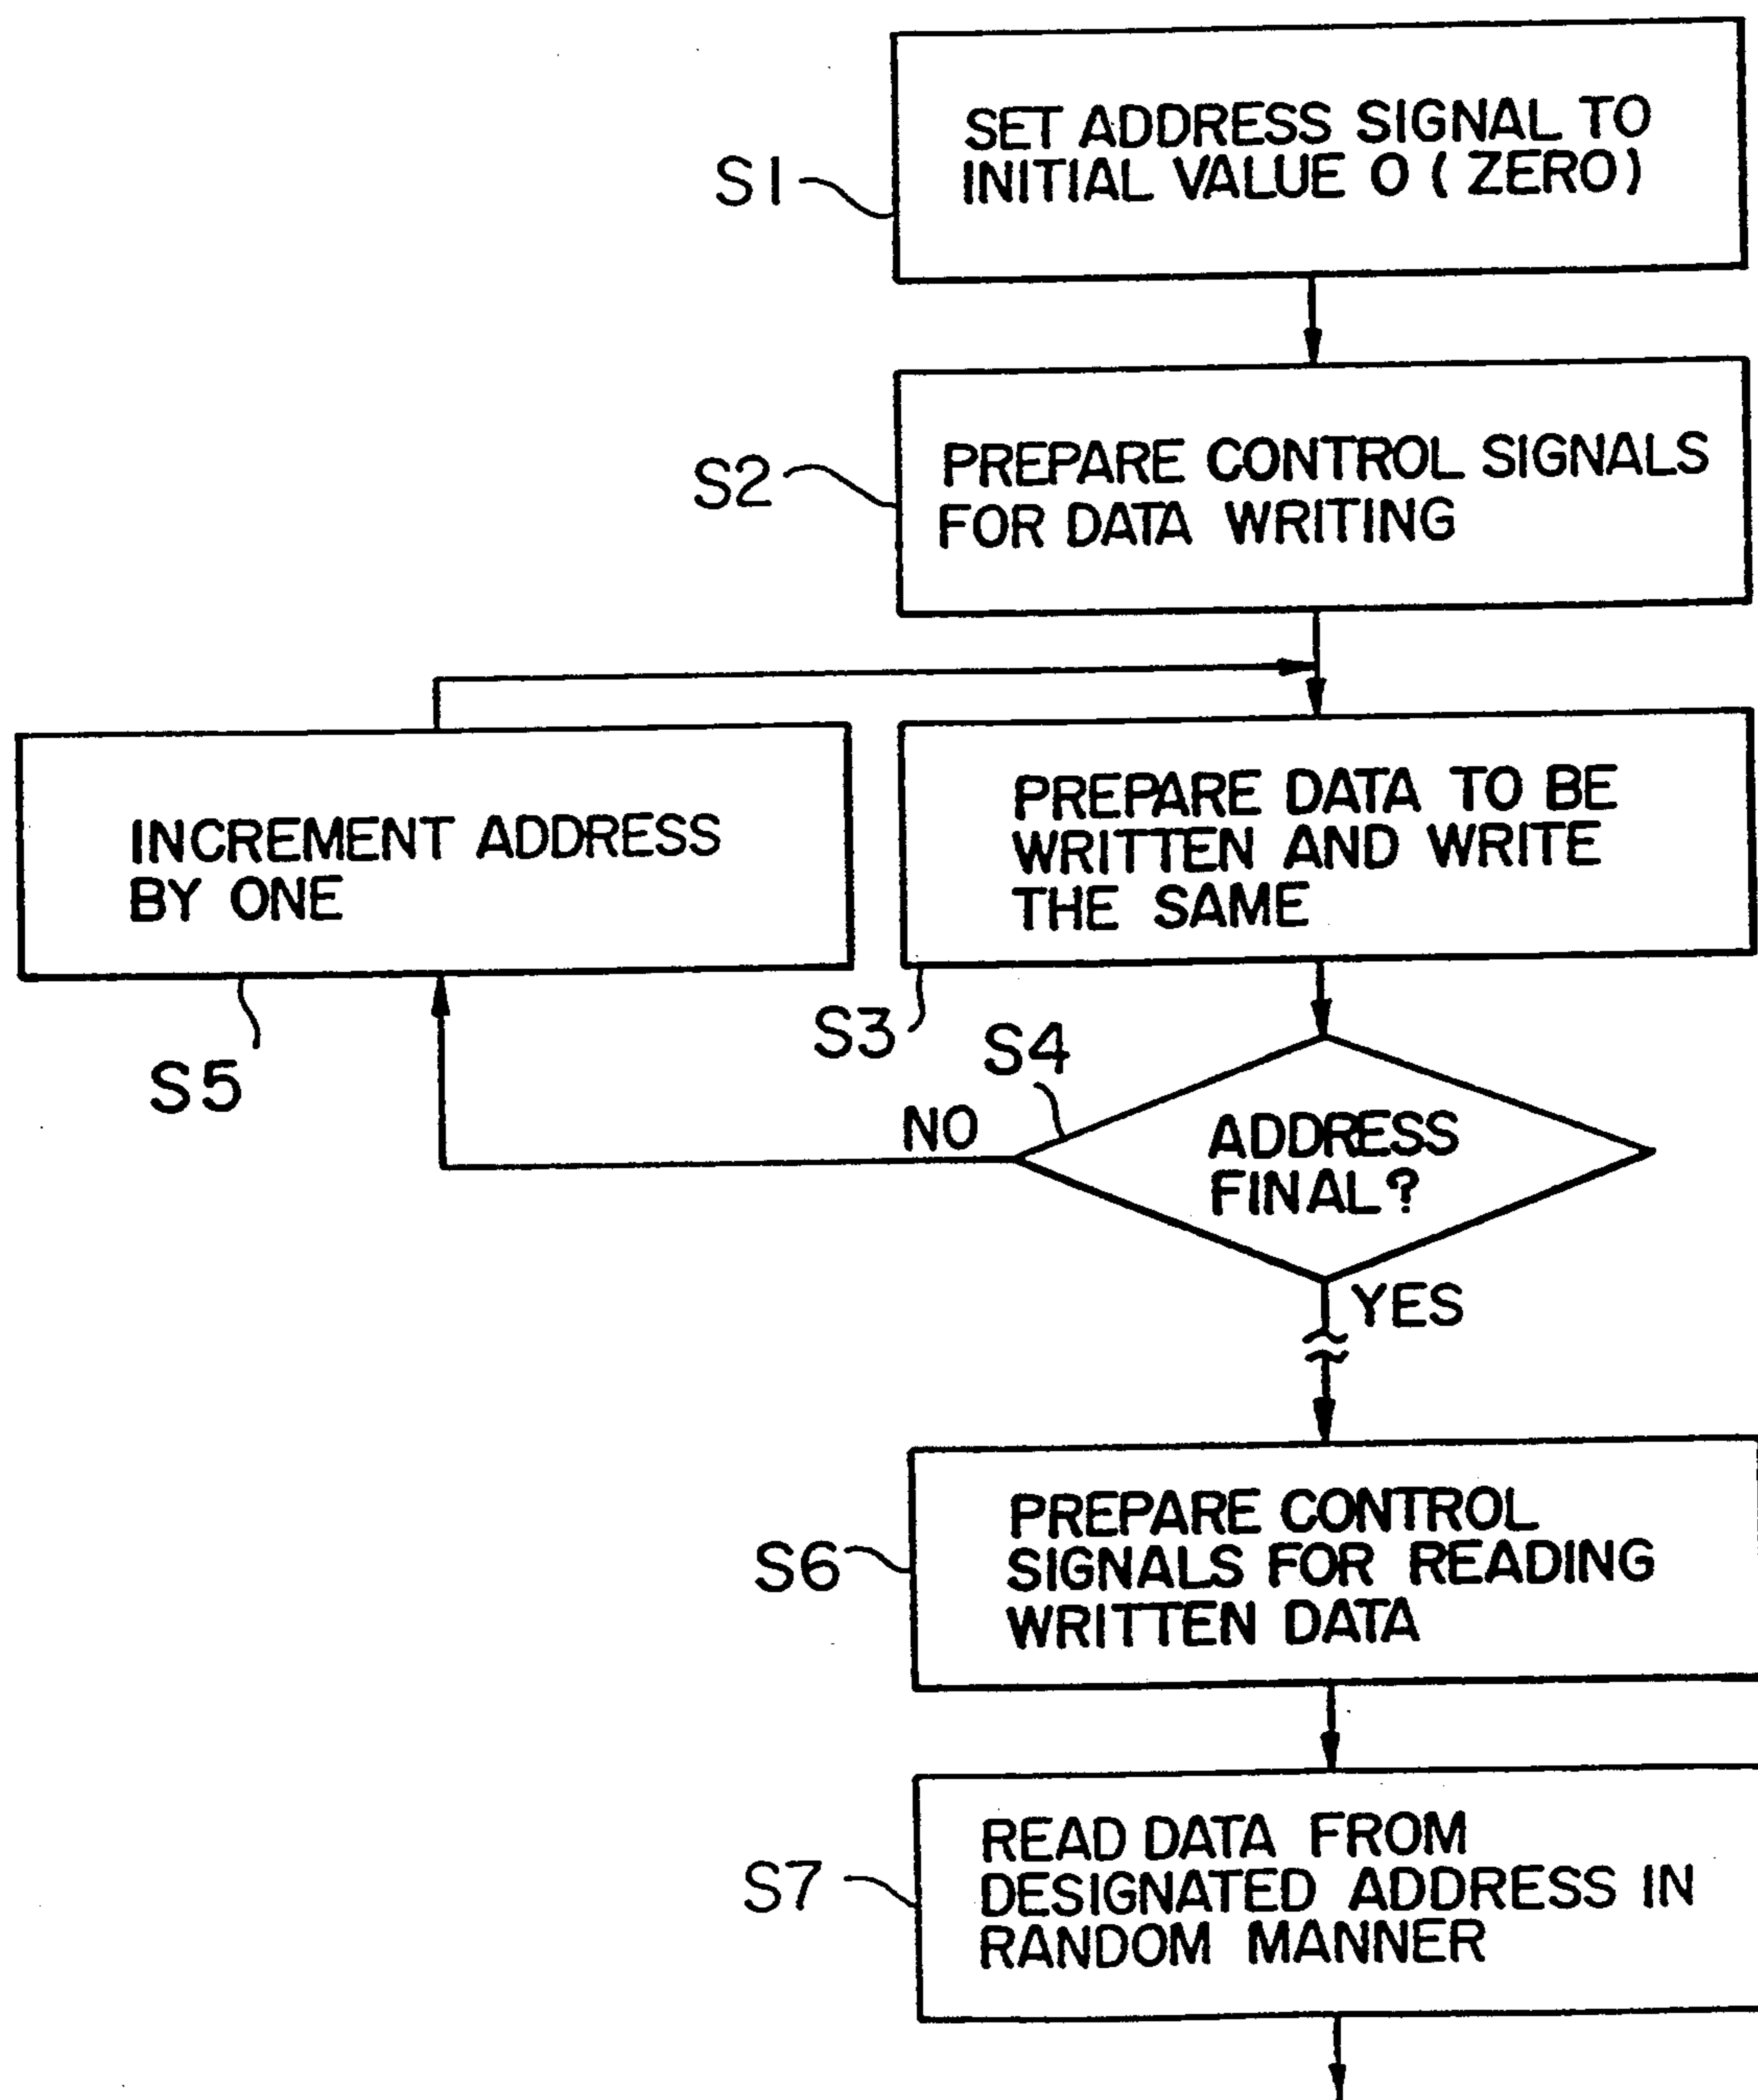 S1
SET ADDRESS SIGNAL TO
INITIAL VALUE 0 ( ZERO)
S2
PREPARE CONTROL SIGNALS
FOR DATA WRITING
INCREMENT ADDRESS
BY ONE
S5
PREPARE DATA TO BE
WRITTEN AND WRITE
THE SAME
S3
S4
ADDRESS
FINAL?
NO
YES
S6
PREPARE CONTROL
SIGNALS FOR READING
WRITTEN DATA
S7
READ DATA FROM
DESIGNATED ADDRESS IN
RANDOM MANNER